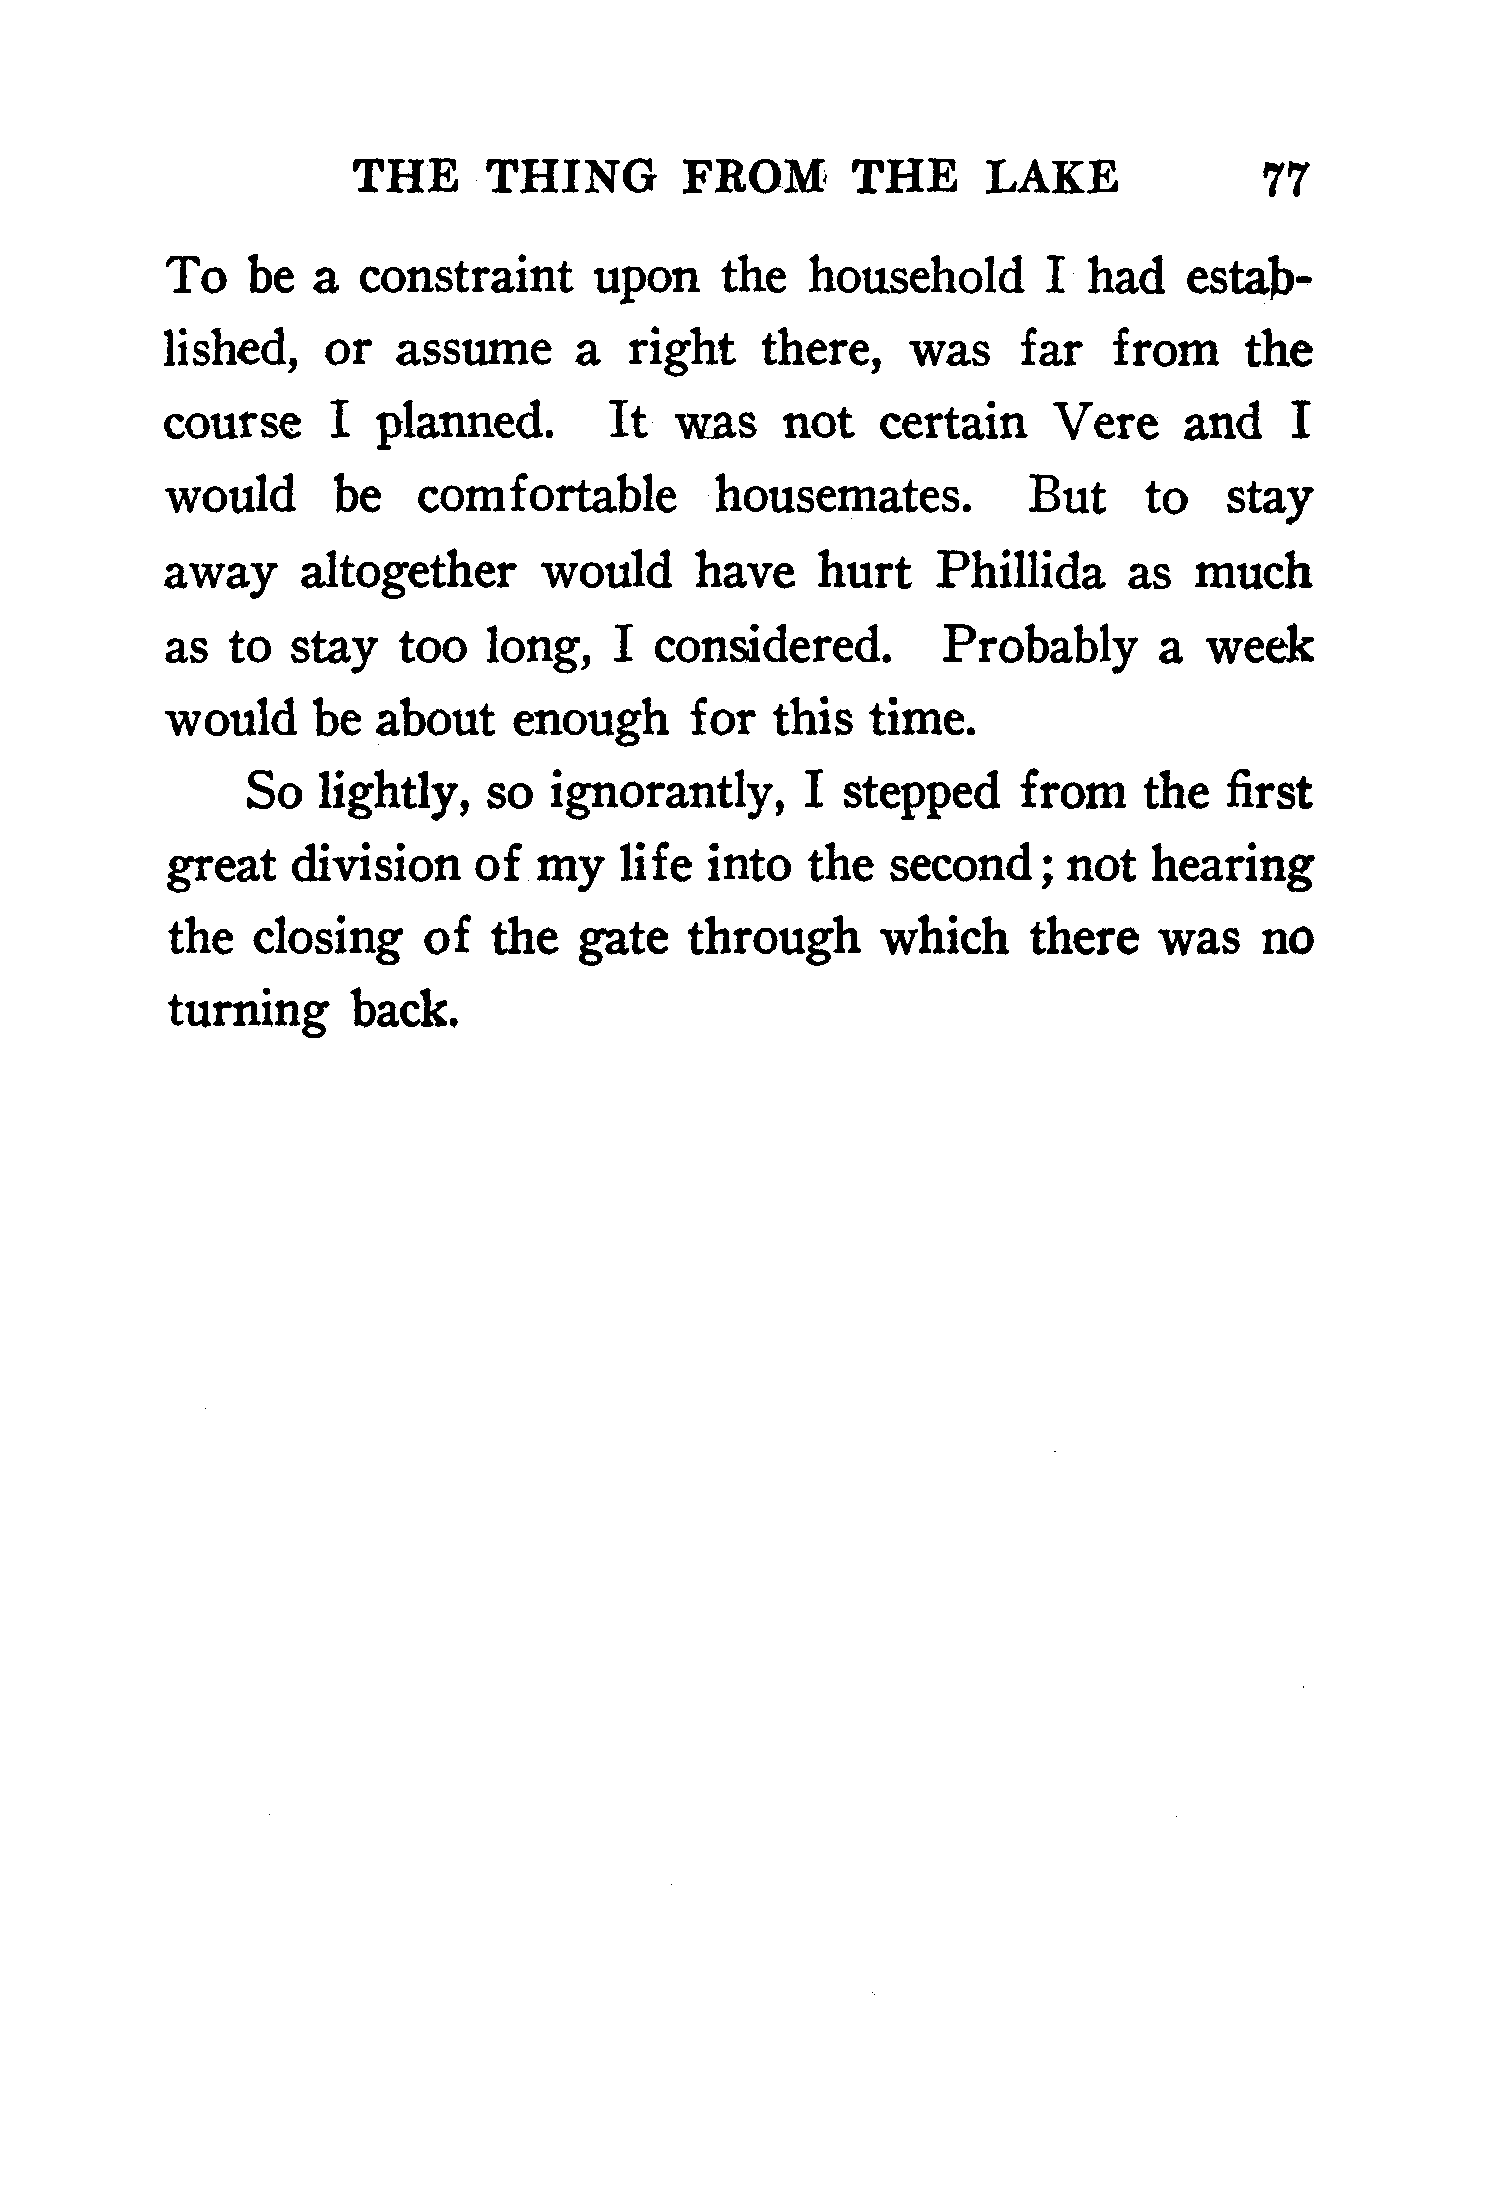 THE THING FROM THE LAKE 77
To be a constraint upon the household I had estab-
lished, or assume a right there, was far from the
course I planned. It was not certain Vere and I
would be comfortable housemates. But to stay
away altogether would have hurt Phillida as much
as to stay too long, I considered. Probably a week
would be about enough for this time.
So lightly, so ignorantly, I stepped from the first
great division of my life into the second; not hearing
the closing of the gate through which there was no
turning back.